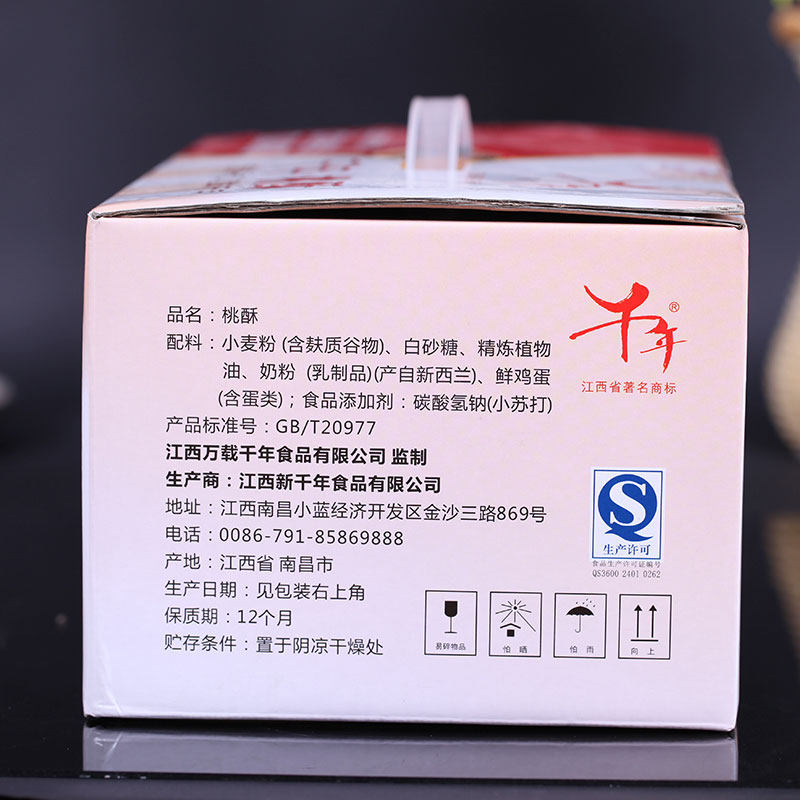 品名：桃酥
配料：小麦粉 (含麸质谷物)、白砂糖、精炼植物
油、奶粉 (乳制品)(产自新西兰)、鲜鸡蛋
(含蛋类)；食品添加剂：碳酸氢钠(小苏打)
产品标准号：GB/T20977
江西万载千年食品有限公司 监制
生产商：江西新千年食品有限公司
地址：江西南昌小蓝经济开发区金沙三路869号
电话：0086-791-85869888
产地：江西省 南昌市
生产日期：见包装右上角
保质期：12个月
贮存条件：置于阴凉干燥处
千年®
江西省著名商标
S
生产许可
食品生产许可证编号
QS3600 2401 0262
易碎物品
怕 晒
怕 雨
向 上